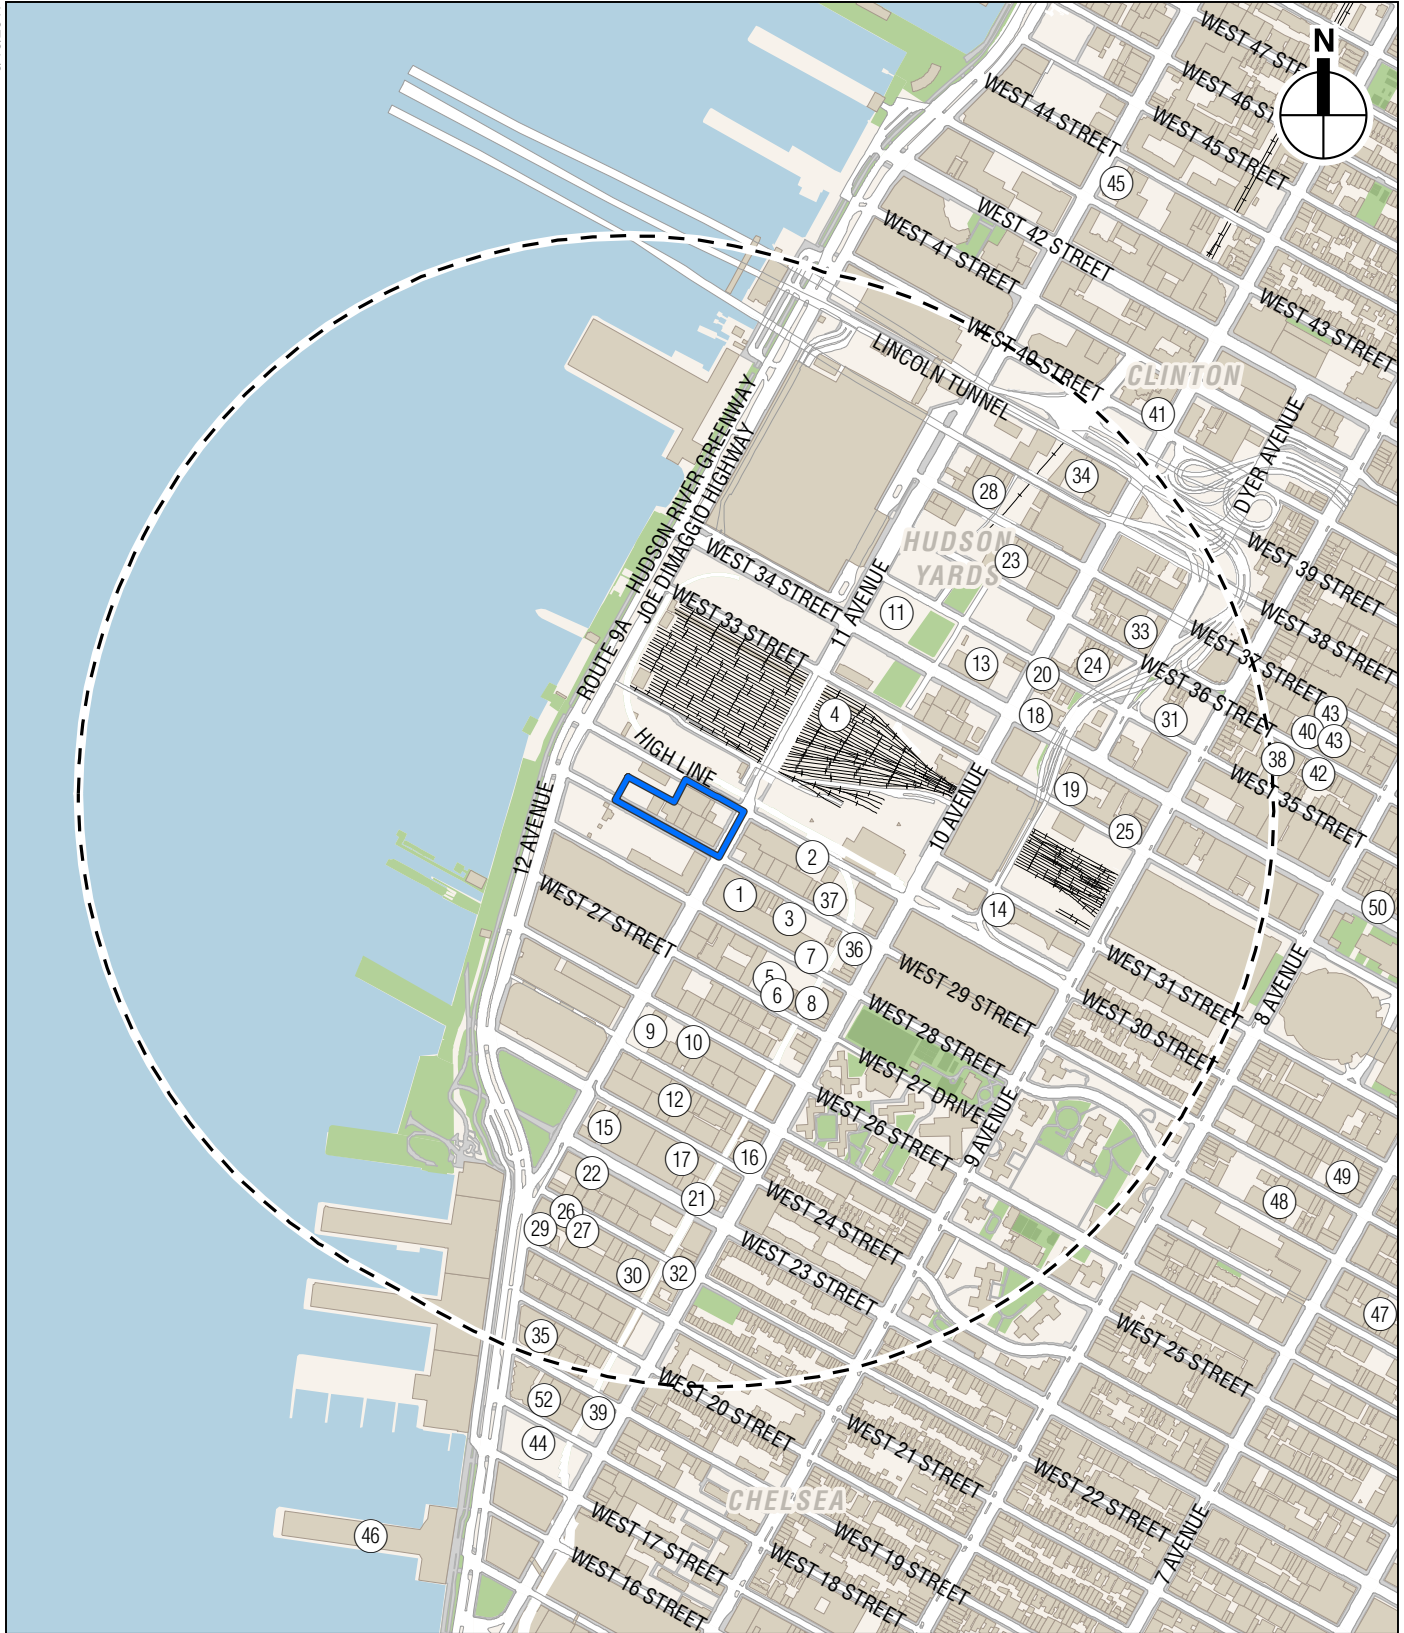 WEST 47
N
WEST 46
WEST 44 STREET
WEST 45 STREET
45
WEST 42 STREET
WEST 41 STREET
WEST 43 STREET
WEST 40 STREET
LINCOLN TUNNEL
CLINTON
41
DYER AVENUE
HUDSON RIVER GREENWAY
JOE DIMAGGIO HIGHWAY
34
28
HUDSON
YARDS
23
WEST 39 STREET
WEST 34 STREET
11 AVENUE
11
WEST 33 STREET
WEST 38 STREET
33
WEST 37 STREET
ROUTE 9A
13
20
24
WEST 36 STREET
4
18
31
43
40
43
HIGH LINE
38
42
19
WEST 35 STREET
10 AVENUE
12 AVENUE
25
2
1
37
3
14
50
WEST 27 STREET
36
7
WEST 29 STREET
WEST 31 STREET
8 AVENUE
5
6
8
WEST 28 STREET
WEST 30 STREET
9
10
WEST 27 DRIVE
12
WEST 26 STREET
9 AVENUE
15
17
16
22
21
49
48
26
29
27
WEST 24 STREET
WEST 23 STREET
30
32
47
35
WEST 25 STREET
52
39
WEST 20 STREET
44
WEST 21 STREET
CHELSEA
WEST 22 STREET
46
WEST 17 STREET
WEST 19 STREET
7 AVENUE
WEST 16 STREET
WEST 18 STREET